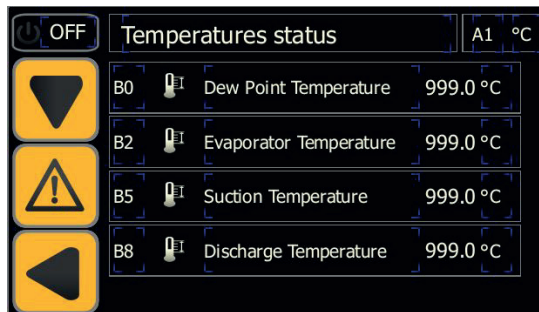 OFF Temperatures status A1 °C
B0 Dew Point Temperature 999.0 °C
B2 Evaporator Temperature 999.0 °C
B5 Suction Temperature 999.0 °C
B8 Discharge Temperature 999.0 °C